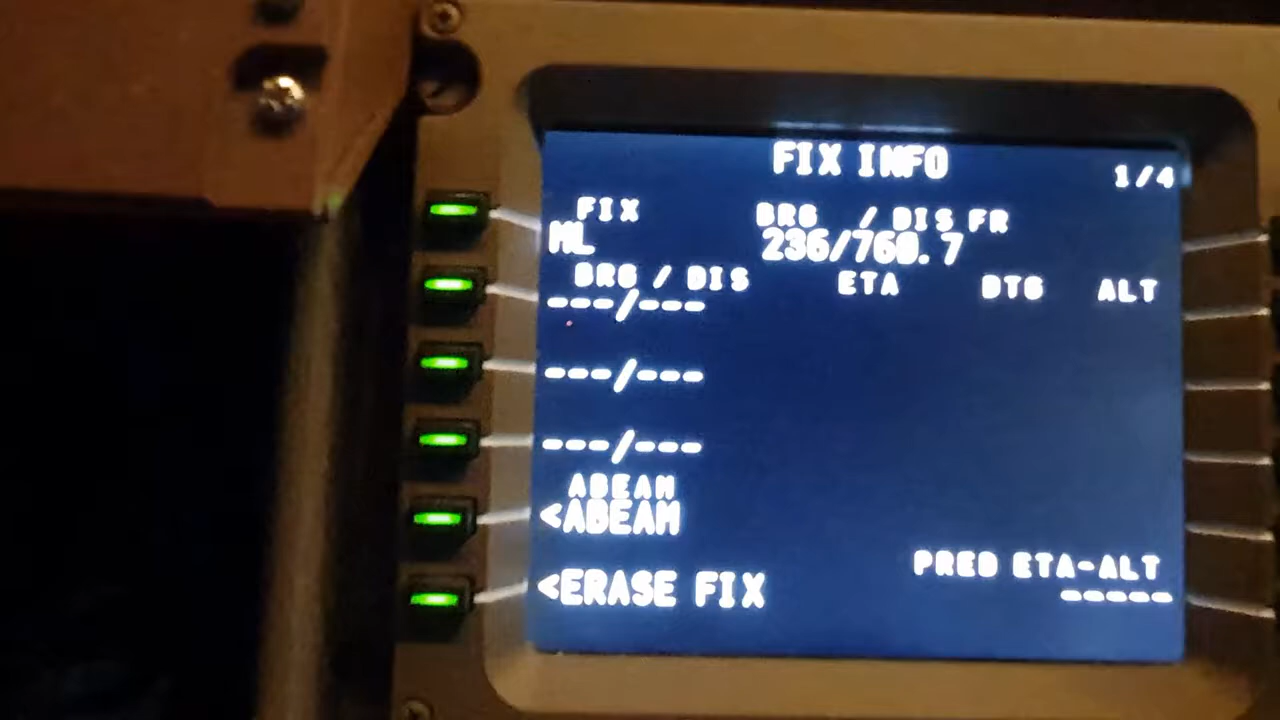 FIX INFO 1/4
FIX BRG / DIS FR
ML 236/760.7
BRG / DIS ETA DTG ALT
---/---
---/---
---/---
ABEAM
<ABEAM
PRED ETA-ALT
<ERASE FIX -----